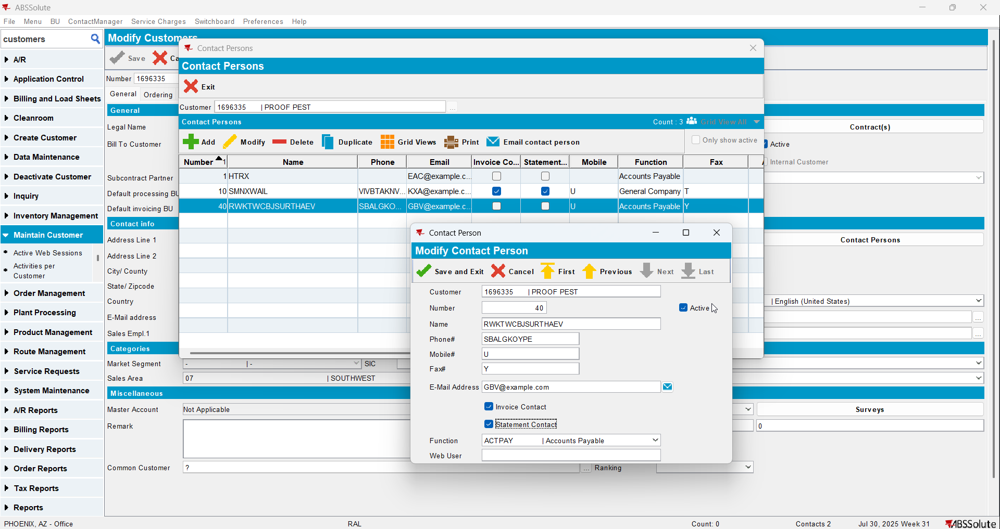 ABSSolute
File Menu BU ContactManager Service Charges Switchboard Preferences Help
customers
A/R
Application Control
Billing and Load Sheets
Cleanroom
Create Customer
Data Maintenance
Deactivate Customer
Inquiry
Inventory Management
Maintain Customer
Active Web Sessions
Activities per
Customer
Order Management
Plant Processing
Product Management
Route Management
Service Requests
System Maintenance
A/R Reports
Billing Reports
Delivery Reports
Order Reports
Tax Reports
Reports
Modify Customers
Save
Number 1696335
General Ordering
General
Legal Name
Bill To Customer
Subcontract Partner
Default processing BU
Default invoicing BU
Contact info
Address Line 1
Address Line 2
City/ County
State/ Zipcode
Country
E-Mail address
Sales Empl.1
Categories
Market Segment - | - SIC
Sales Area 07 | SOUTHWEST
Miscellaneous
Master Account Not Applicable
Remark
Common Customer ? ... Ranking
Contract(s)
Active
Internal Customer
Contact Persons
| English (United States)
...
...
Surveys
0
Contact Persons
Contact Persons
Exit
Customer 1696335 | PROOF PEST ...
Contact Persons Count : 3 Grid View All
Add Modify Delete Duplicate Grid Views Print Email contact person Only show active
Number 1 Name Phone Email Invoice Co... Statement... Mobile Function Fax
1 HTRX EAC@example.c... Accounts Payable
10 SMNXWAIL VIVBTAKNV... KXA@example.c... U General Company T
40 RWKTWCBJSURTHAEV SBALGKO... GBV@example.c... U Accounts Payable Y
Contact Person
Modify Contact Person
Save and Exit Cancel First Previous Next Last
Customer 1696335 | PROOF PEST
Number 40 Active
Name RWKTWCBJSURTHAEV
Phone# SBALGKOYPE
Mobile# U
Fax# Y
E-Mail Address GBV@example.com
Invoice Contact
Statement Contact
Function ACTPAY | Accounts Payable
Web User
PHOENIX, AZ - Office RAL Count: 0 Contacts 2 Jul 30, 2025 Week 31 ABSSolute